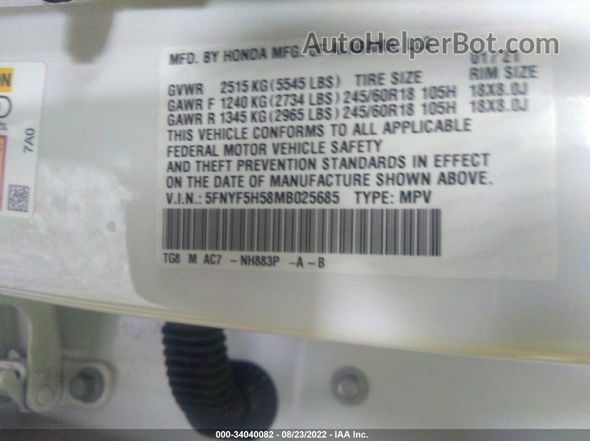 AutoHelperBot.com
MFD. BY HONDA MFG. 01/21
GVWR 2515 KG (5545 LBS) TIRE SIZE RIM SIZE
GAWR F 1240 KG (2734 LBS) 245/60R18 105H 18X8.0J
GAWR R 1345 KG (2965 LBS) 245/60R18 105H 18X8.0J
THIS VEHICLE CONFORMS TO ALL APPLICABLE
FEDERAL MOTOR VEHICLE SAFETY
AND THEFT PREVENTION STANDARDS IN EFFECT
ON THE DATE OF MANUFACTURE SHOWN ABOVE.
V.I.N.: 5FNYF5H58MB025685 TYPE: MPV
TG8 M AC7 -NH883P -A -B
7A0
000-34040082 - 08/23/2022 - IAA Inc.